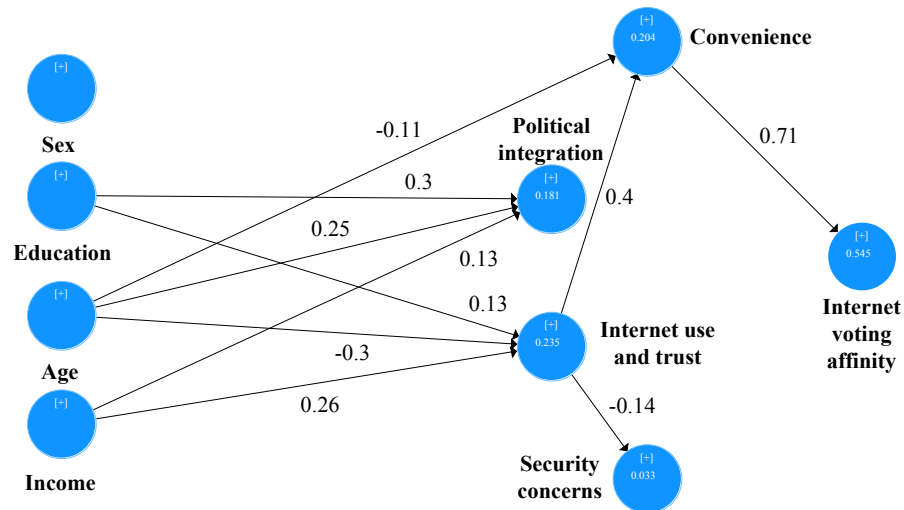 [+]
0.204
Convenience
[+]
Sex
-0.11
Political
integration
0.71
[+]
Education
0.3
[+]
0.181
0.4
0.25
0.13
[+]
0.545
Internet
voting
affinity
[+]
Age
0.13
-0.3
[+]
0.235
Internet use
and trust
[+]
Income
0.26
-0.14
Security
concerns
[+]
0.033